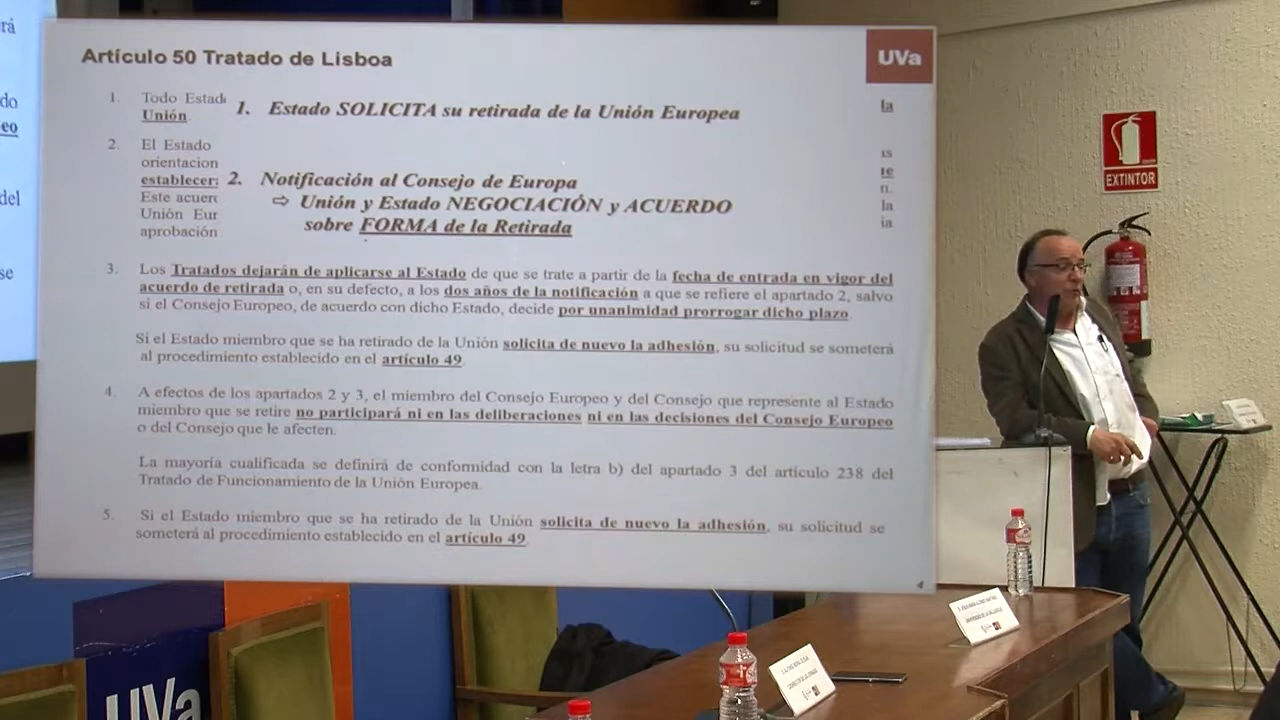 rá
do
eo
del
se
Artículo 50 Tratado de Lisboa
UVa
1. Todo Estad
Unión
la
1. Estado SOLICITA su retirada de la Unión Europea
2. El Estado
orientacion
establecer
Este acuer
Unión Eur
aprobación
is
re
n.
la
ia
2. Notificación al Consejo de Europa
⇨ Unión y Estado NEGOCIACIÓN y ACUERDO
sobre FORMA de la Retirada
3. Los Tratados dejarán de aplicarse al Estado de que se trate a partir de la fecha de entrada en vigor del
acuerdo de retirada o, en su defecto, a los dos años de la notificación a que se refiere el apartado 2, salvo
si el Consejo Europeo, de acuerdo con dicho Estado, decide por unanimidad prorrogar dicho plazo.
Si el Estado miembro que se ha retirado de la Unión solicita de nuevo la adhesión, su solicitud se someterá
al procedimiento establecido en el artículo 49.
4. A efectos de los apartados 2 y 3, el miembro del Consejo Europeo y del Consejo que represente al Estado
miembro que se retire no participará ni en las deliberaciones ni en las decisiones del Consejo Europeo
o del Consejo que le afecten.
La mayoría cualificada se definirá de conformidad con la letra b) del apartado 3 del artículo 238 del
Tratado de Funcionamiento de la Unión Europea.
5. Si el Estado miembro que se ha retirado de la Unión solicita de nuevo la adhesión, su solicitud se
someterá al procedimiento establecido en el artículo 49.
4
EXTINTOR
UVa